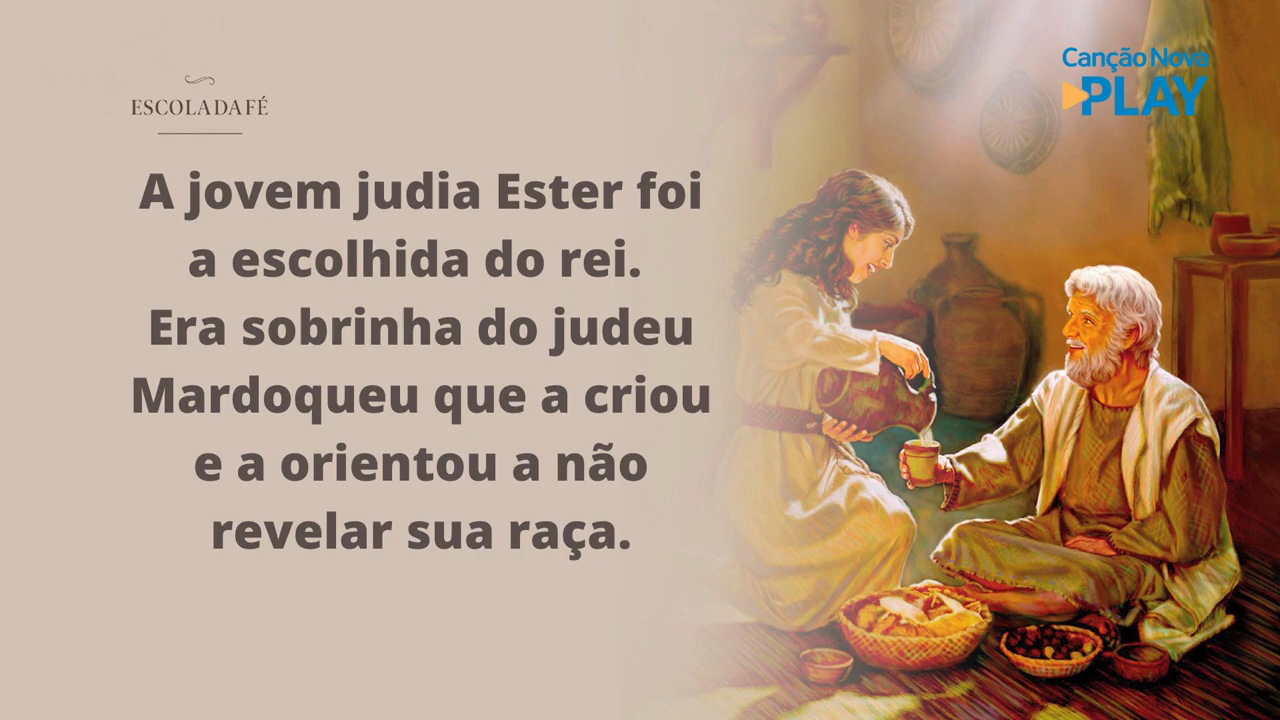 ESCOLADAFÉ
Canção Nova
PLAY
A jovem judia Ester foi
a escolhida do rei.
Era sobrinha do judeu
Mardoqueu que a criou
e a orientou a não
revelar sua raça.